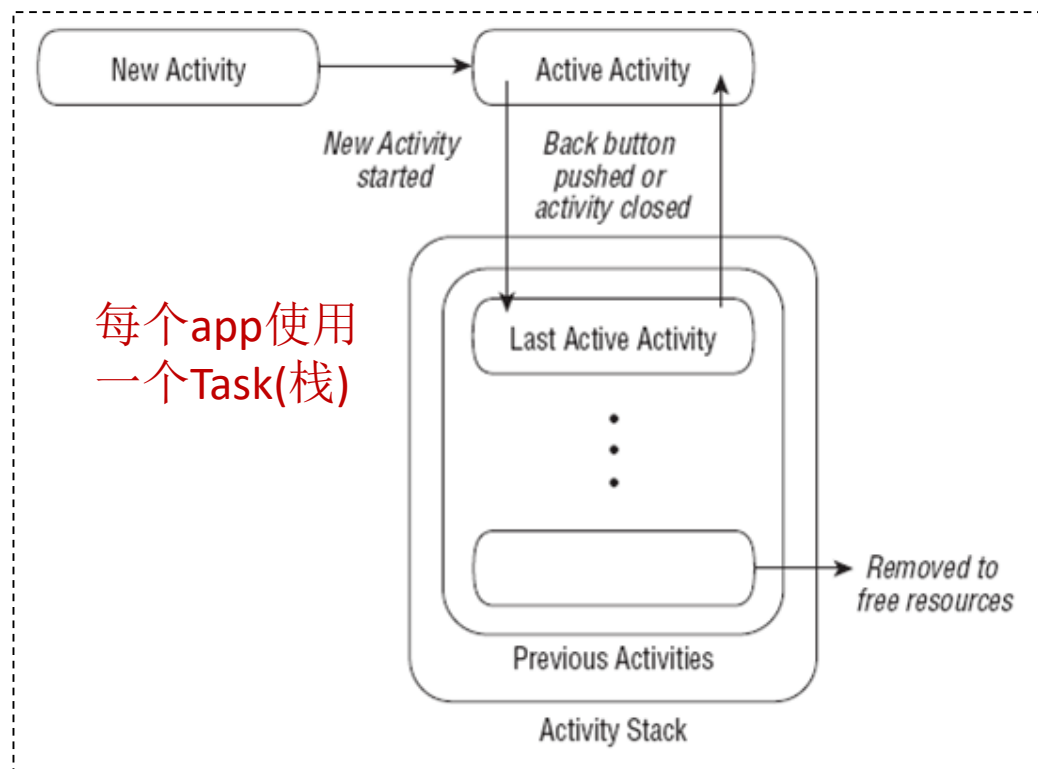 New Activity
Active Activity
New Activity
started
Back button
pushed or
activity closed
每个app使用
一个Task(栈)
Last Active Activity
Removed to
free resources
Previous Activities
Activity Stack